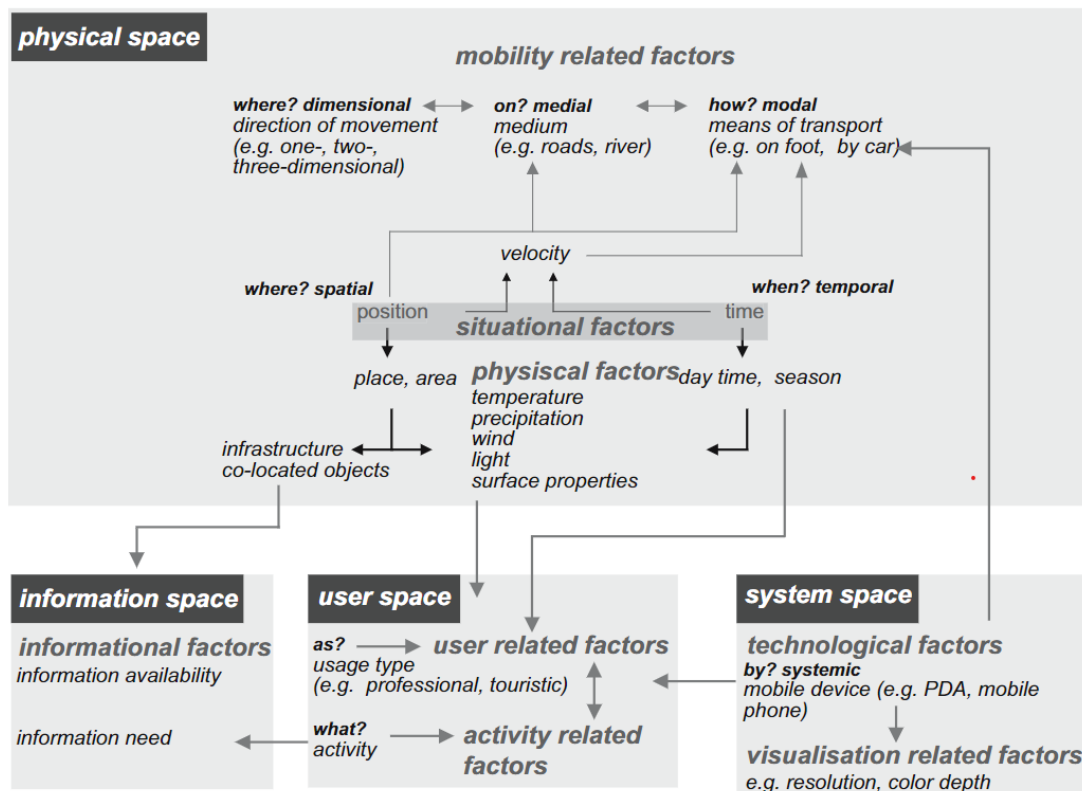 physical space
mobility related factors
where? dimensional
direction of movement
(e.g. one-, two-,
three-dimensional)
on? medial
medium
(e.g. roads, river)
how? modal
means of transport
(e.g. on foot, by car)
velocity
where? spatial
when? temporal
position
time
situational factors
place, area
physiscal factors
day time, season
temperature
precipitation
wind
light
surface properties
infrastructure
co-located objects
information space
informational factors
information availability
information need
user space
as?
user related factors
usage type
(e.g. professional, touristic)
what?
activity
activity related
factors
system space
technological factors
by? systemic
mobile device (e.g. PDA, mobile
phone)
visualisation related factors
e.g. resolution, color depth